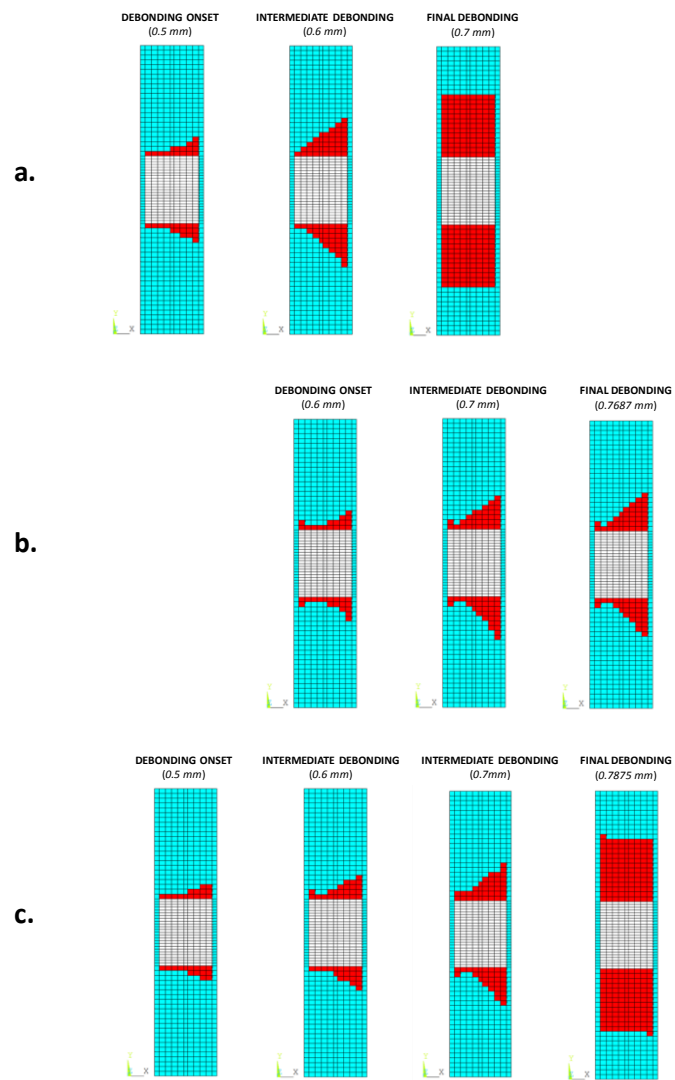 DEBONDING ONSET INTERMEDIATE DEBONDING FINAL DEBONDING
(0.5 mm) (0.6 mm) (0.7 mm)
a.
Y X Y X Y X
DEBONDING ONSET INTERMEDIATE DEBONDING FINAL DEBONDING
(0.6 mm) (0.7 mm) (0.7687 mm)
b.
Y X Y X Y X
DEBONDING ONSET INTERMEDIATE DEBONDING INTERMEDIATE DEBONDING FINAL DEBONDING
(0.5 mm) (0.6 mm) (0.7mm) (0.7875 mm)
c.
Y X Y X Y X Y X